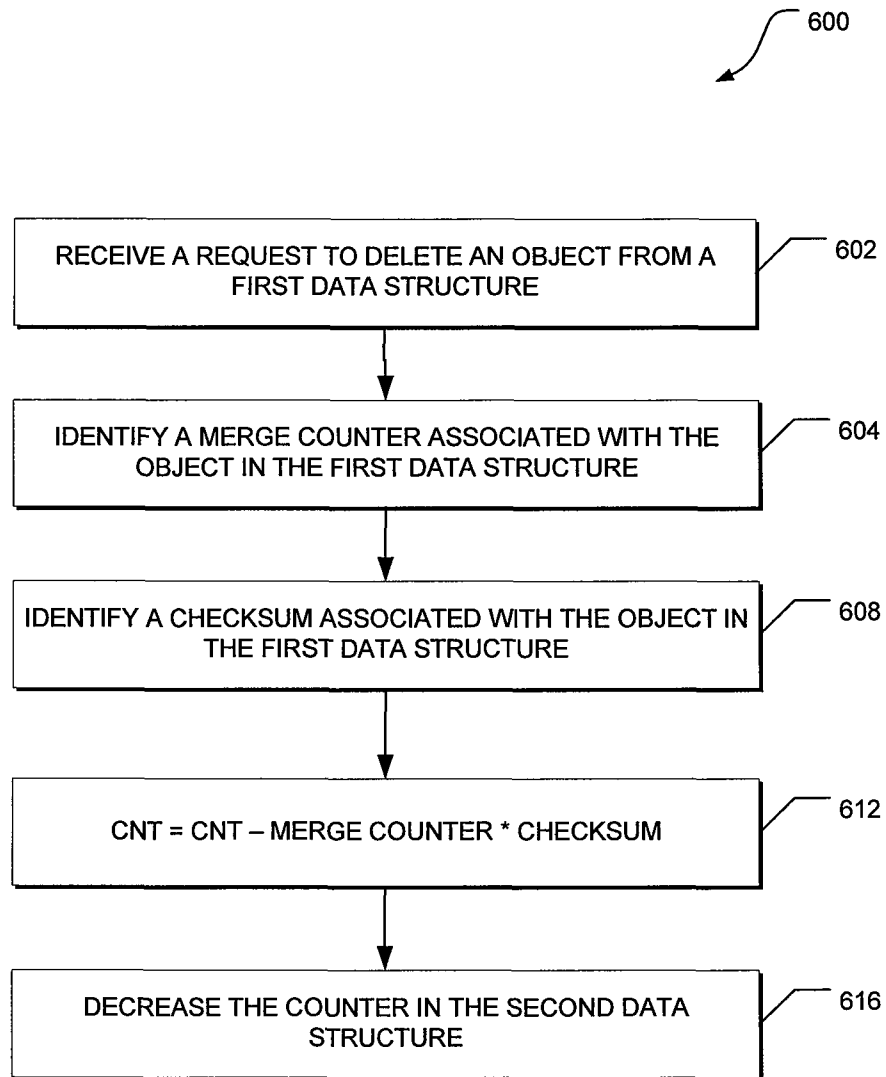 600
RECEIVE A REQUEST TO DELETE AN OBJECT FROM A
FIRST DATA STRUCTURE
602
IDENTIFY A MERGE COUNTER ASSOCIATED WITH THE
OBJECT IN THE FIRST DATA STRUCTURE
604
IDENTIFY A CHECKSUM ASSOCIATED WITH THE OBJECT IN
THE FIRST DATA STRUCTURE
608
CNT = CNT – MERGE COUNTER * CHECKSUM
612
DECREASE THE COUNTER IN THE SECOND DATA
STRUCTURE
616